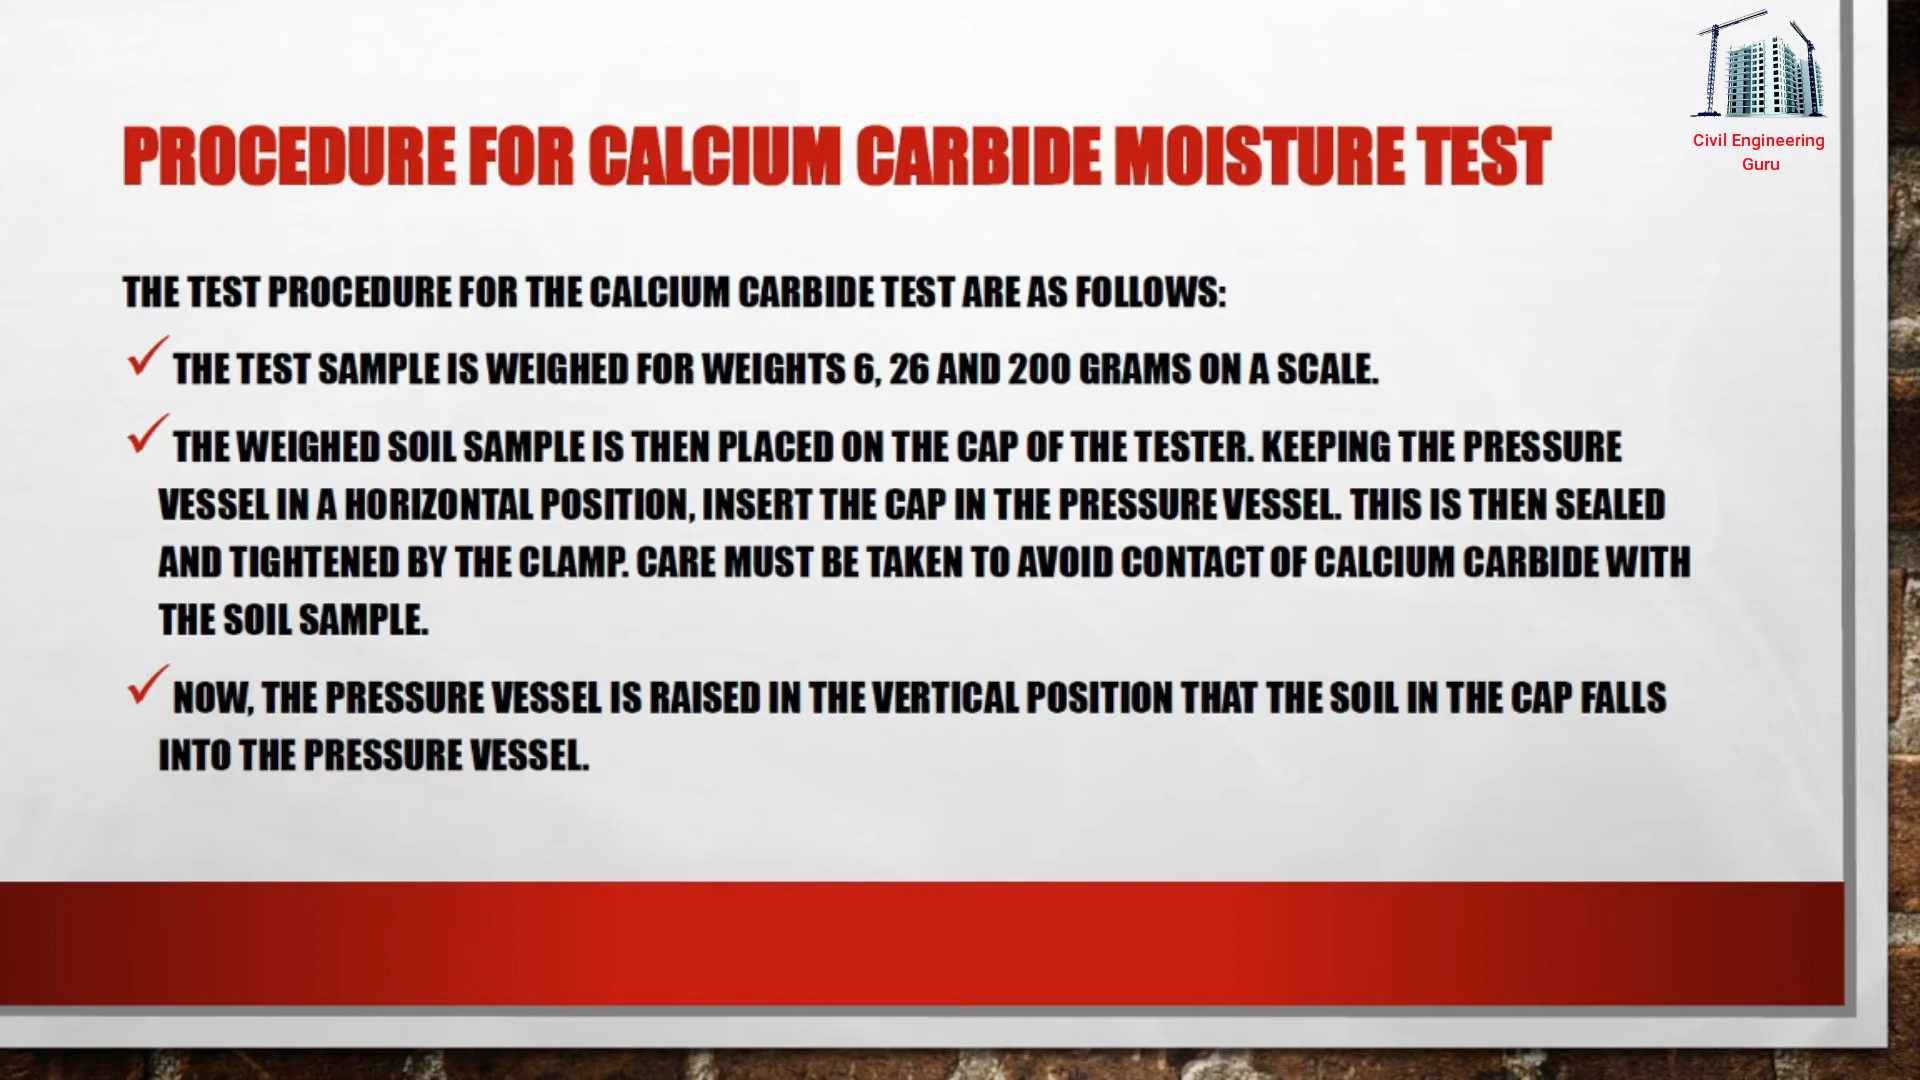 Civil Engineering
Guru
PROCEDURE FOR CALCIUM CARBIDE MOISTURE TEST
THE TEST PROCEDURE FOR THE CALCIUM CARBIDE TEST ARE AS FOLLOWS:
✓ THE TEST SAMPLE IS WEIGHED FOR WEIGHTS 6, 26 AND 200 GRAMS ON A SCALE.
✓ THE WEIGHED SOIL SAMPLE IS THEN PLACED ON THE CAP OF THE TESTER. KEEPING THE PRESSURE
VESSEL IN A HORIZONTAL POSITION, INSERT THE CAP IN THE PRESSURE VESSEL. THIS IS THEN SEALED
AND TIGHTENED BY THE CLAMP. CARE MUST BE TAKEN TO AVOID CONTACT OF CALCIUM CARBIDE WITH
THE SOIL SAMPLE.
✓ NOW, THE PRESSURE VESSEL IS RAISED IN THE VERTICAL POSITION THAT THE SOIL IN THE CAP FALLS
INTO THE PRESSURE VESSEL.